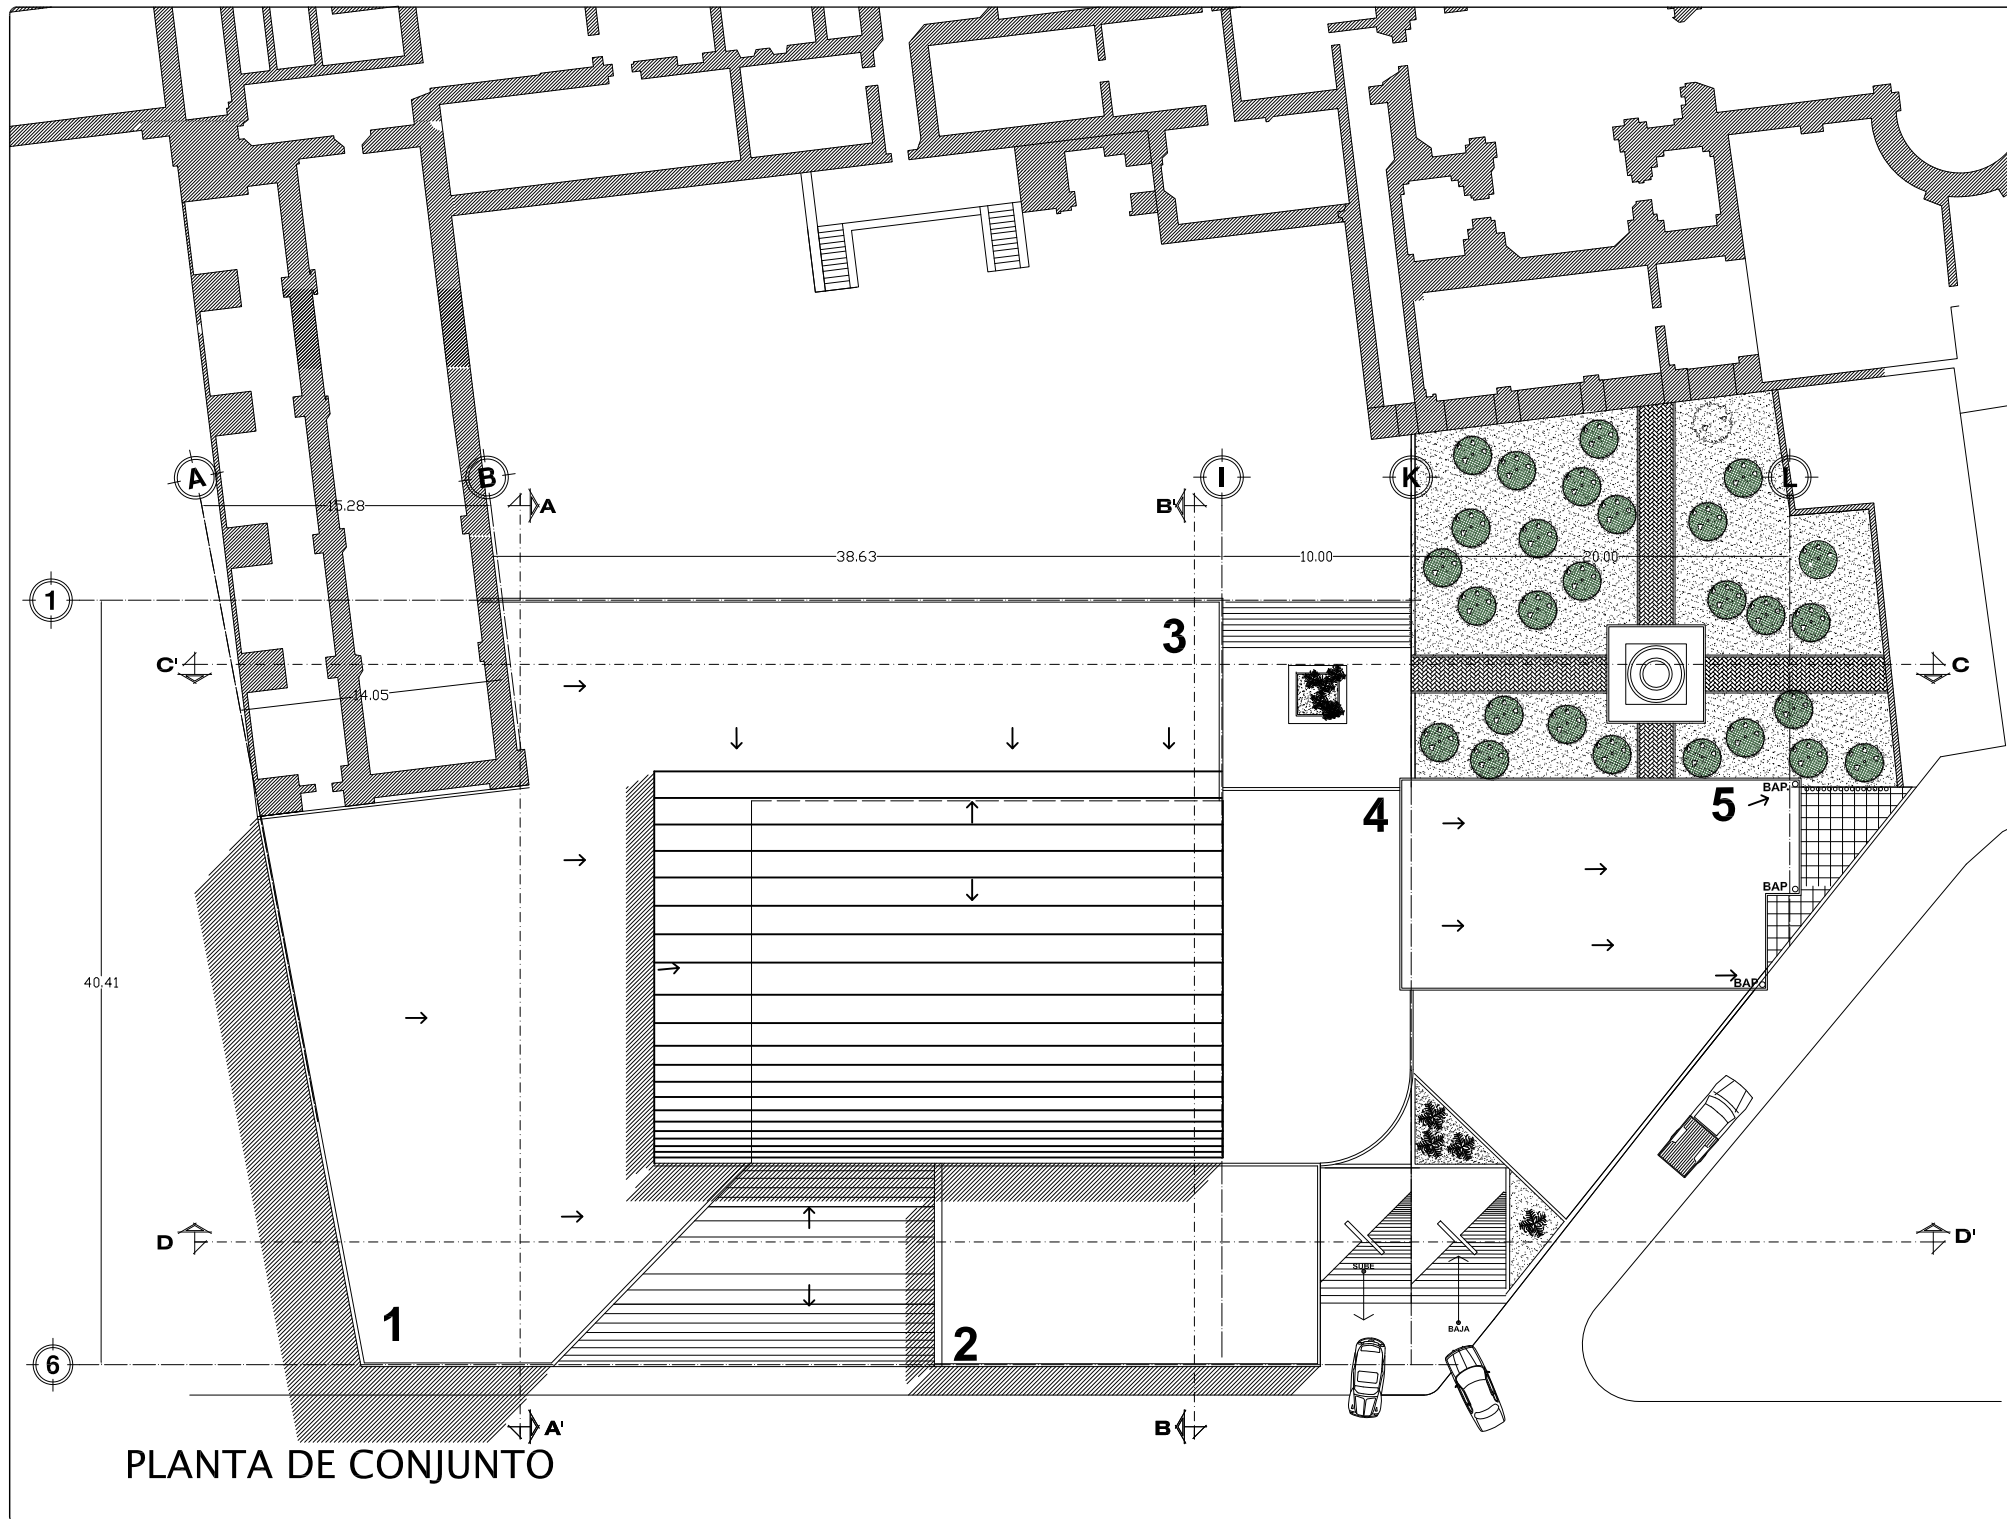 A
B
I
K
L
15.28
A
B'
38.63
10.00
20.00
1
3
C'
C
14.05
4
5
BAP.
BAP.
40.41
BAP.
D
D'
SUBE
1
2
BAJA
6
A'
B
PLANTA DE CONJUNTO